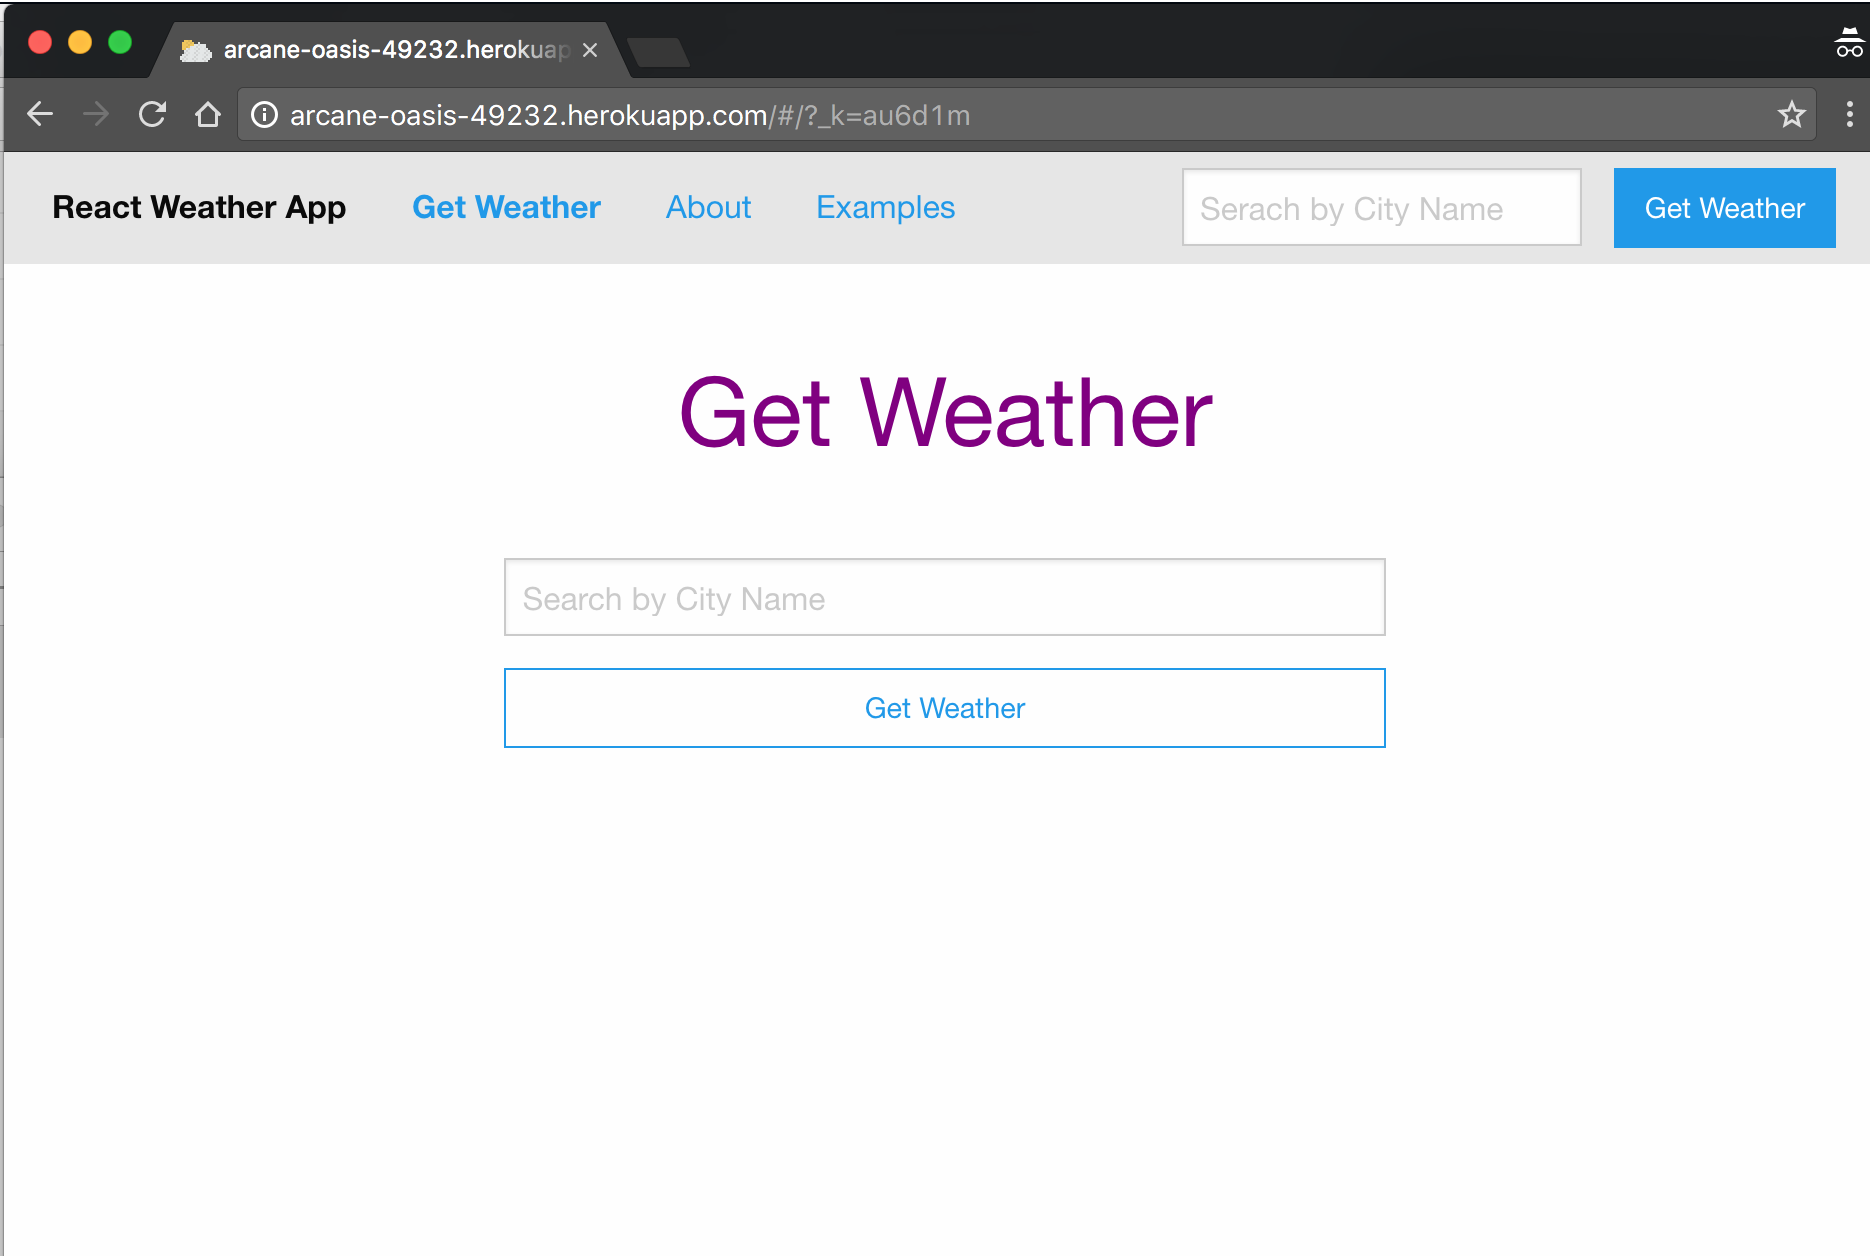 arcane-oasis-49232.herokuap
arcane-oasis-49232.herokuapp.com/#/?_k=au6d1m
React Weather App Get Weather About Examples Serach by City Name Get Weather
Get Weather
Search by City Name
Get Weather